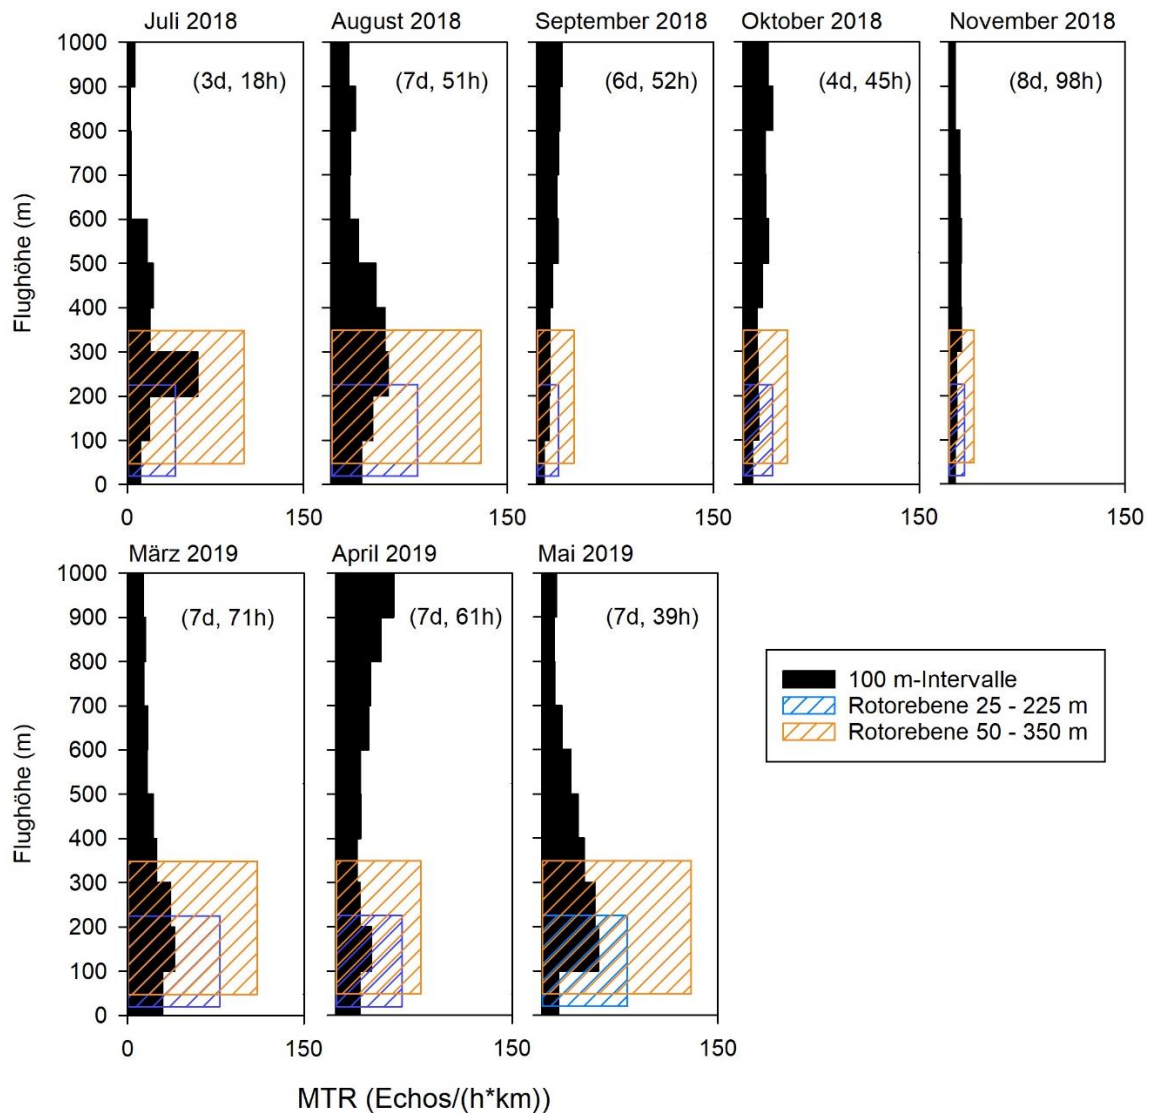 Juli 2018
August 2018
September 2018
Oktober 2018
November 2018
(3d, 18h)
(7d, 51h)
(6d, 52h)
(4d, 45h)
(8d, 98h)
Flughöhe (m)
1000
900
800
700
600
500
400
300
200
100
0
0
150
150
150
150
150
März 2019
April 2019
Mai 2019
(7d, 71h)
(7d, 61h)
(7d, 39h)
Flughöhe (m)
1000
900
800
700
600
500
400
300
200
100
0
0
150
150
150
100 m-Intervalle
Rotorebene 25 - 225 m
Rotorebene 50 - 350 m
MTR (Echos/(h*km))